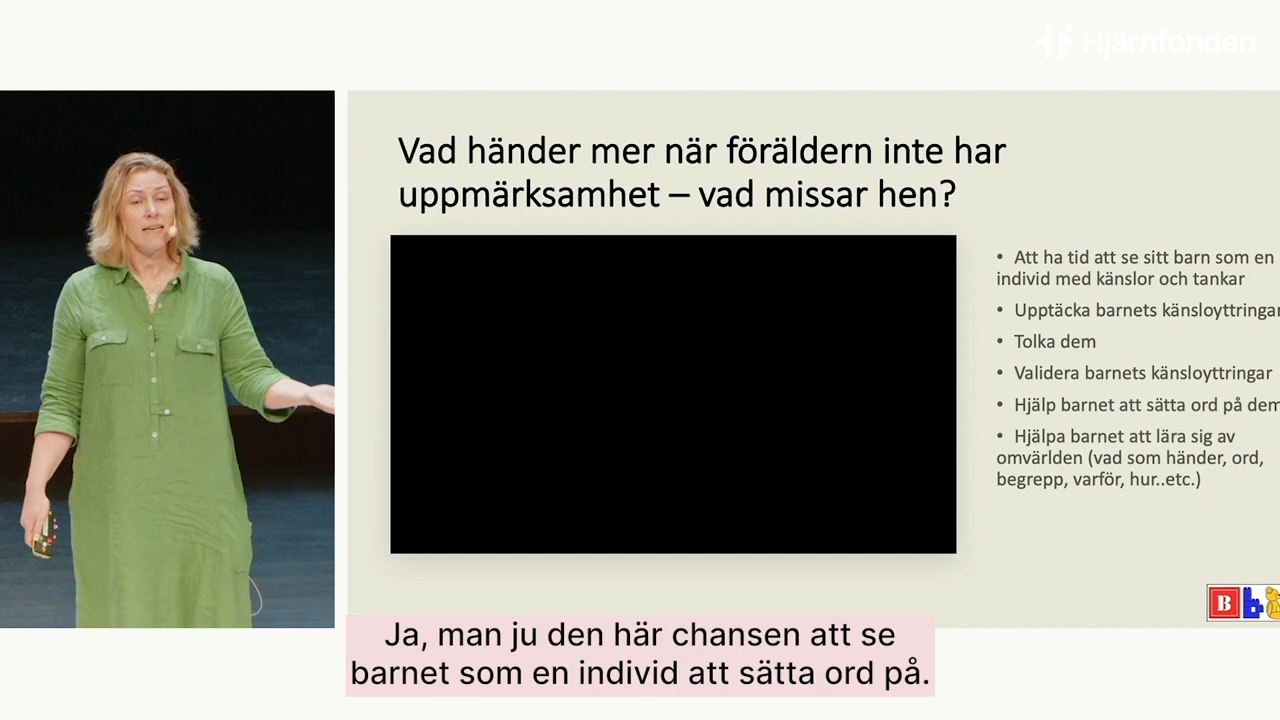 Hjärnfonden
Vad händer mer när föräldern inte har
uppmärksamhet – vad missar hen?
• Att ha tid att se sitt barn som en
individ med känslor och tankar
• Upptäcka barnets känsloyttringar
• Tolka dem
• Validera barnets känsloyttringar
• Hjälp barnet att sätta ord på dem
• Hjälpa barnet att lära sig av
omvärlden (vad som händer, ord,
begrepp, varför, hur..etc.)
B b
Ja, man ju den här chansen att se
barnet som en individ att sätta ord på.